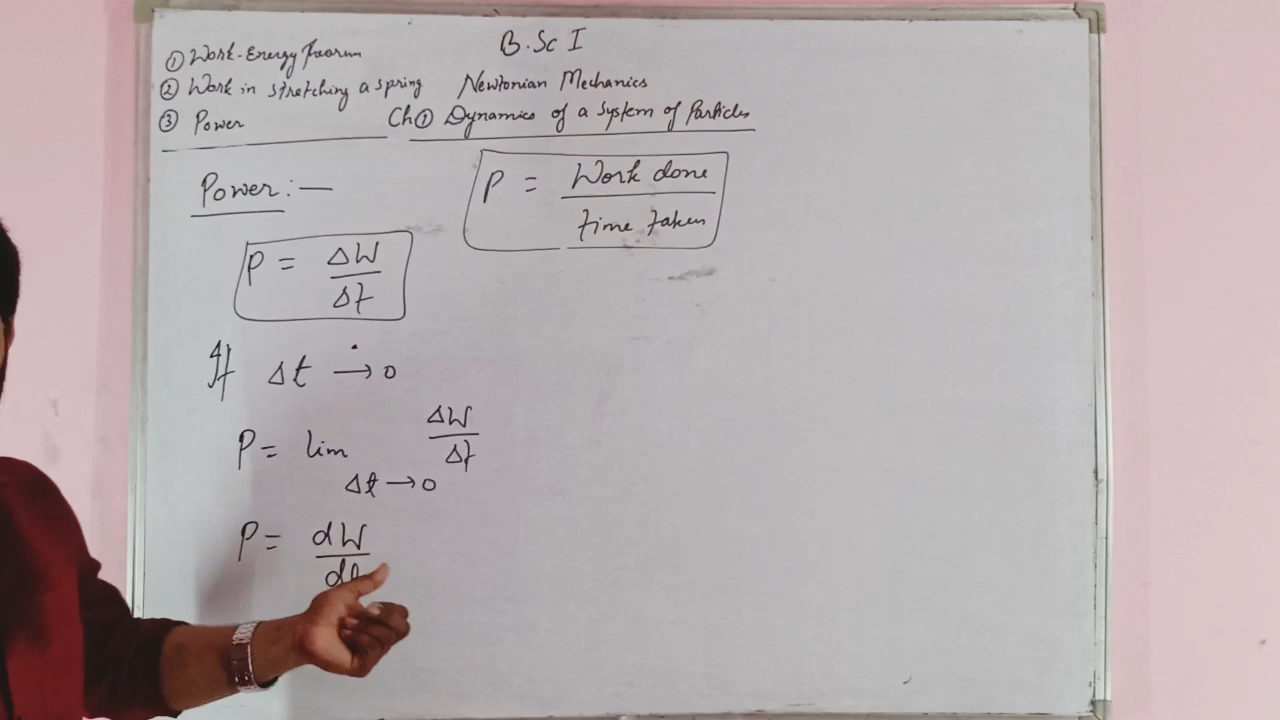 B.Sc I
① Work-Energy Theorem
② Work in stretching a spring
Newtonian Mechanics
③ Power
Ch① Dynamics of a System of Particles
Power :—
P = Work done / time taken
P = ΔW / Δt
If Δt → 0
P = lim Δt → 0 ΔW / Δt
P = dW / dt